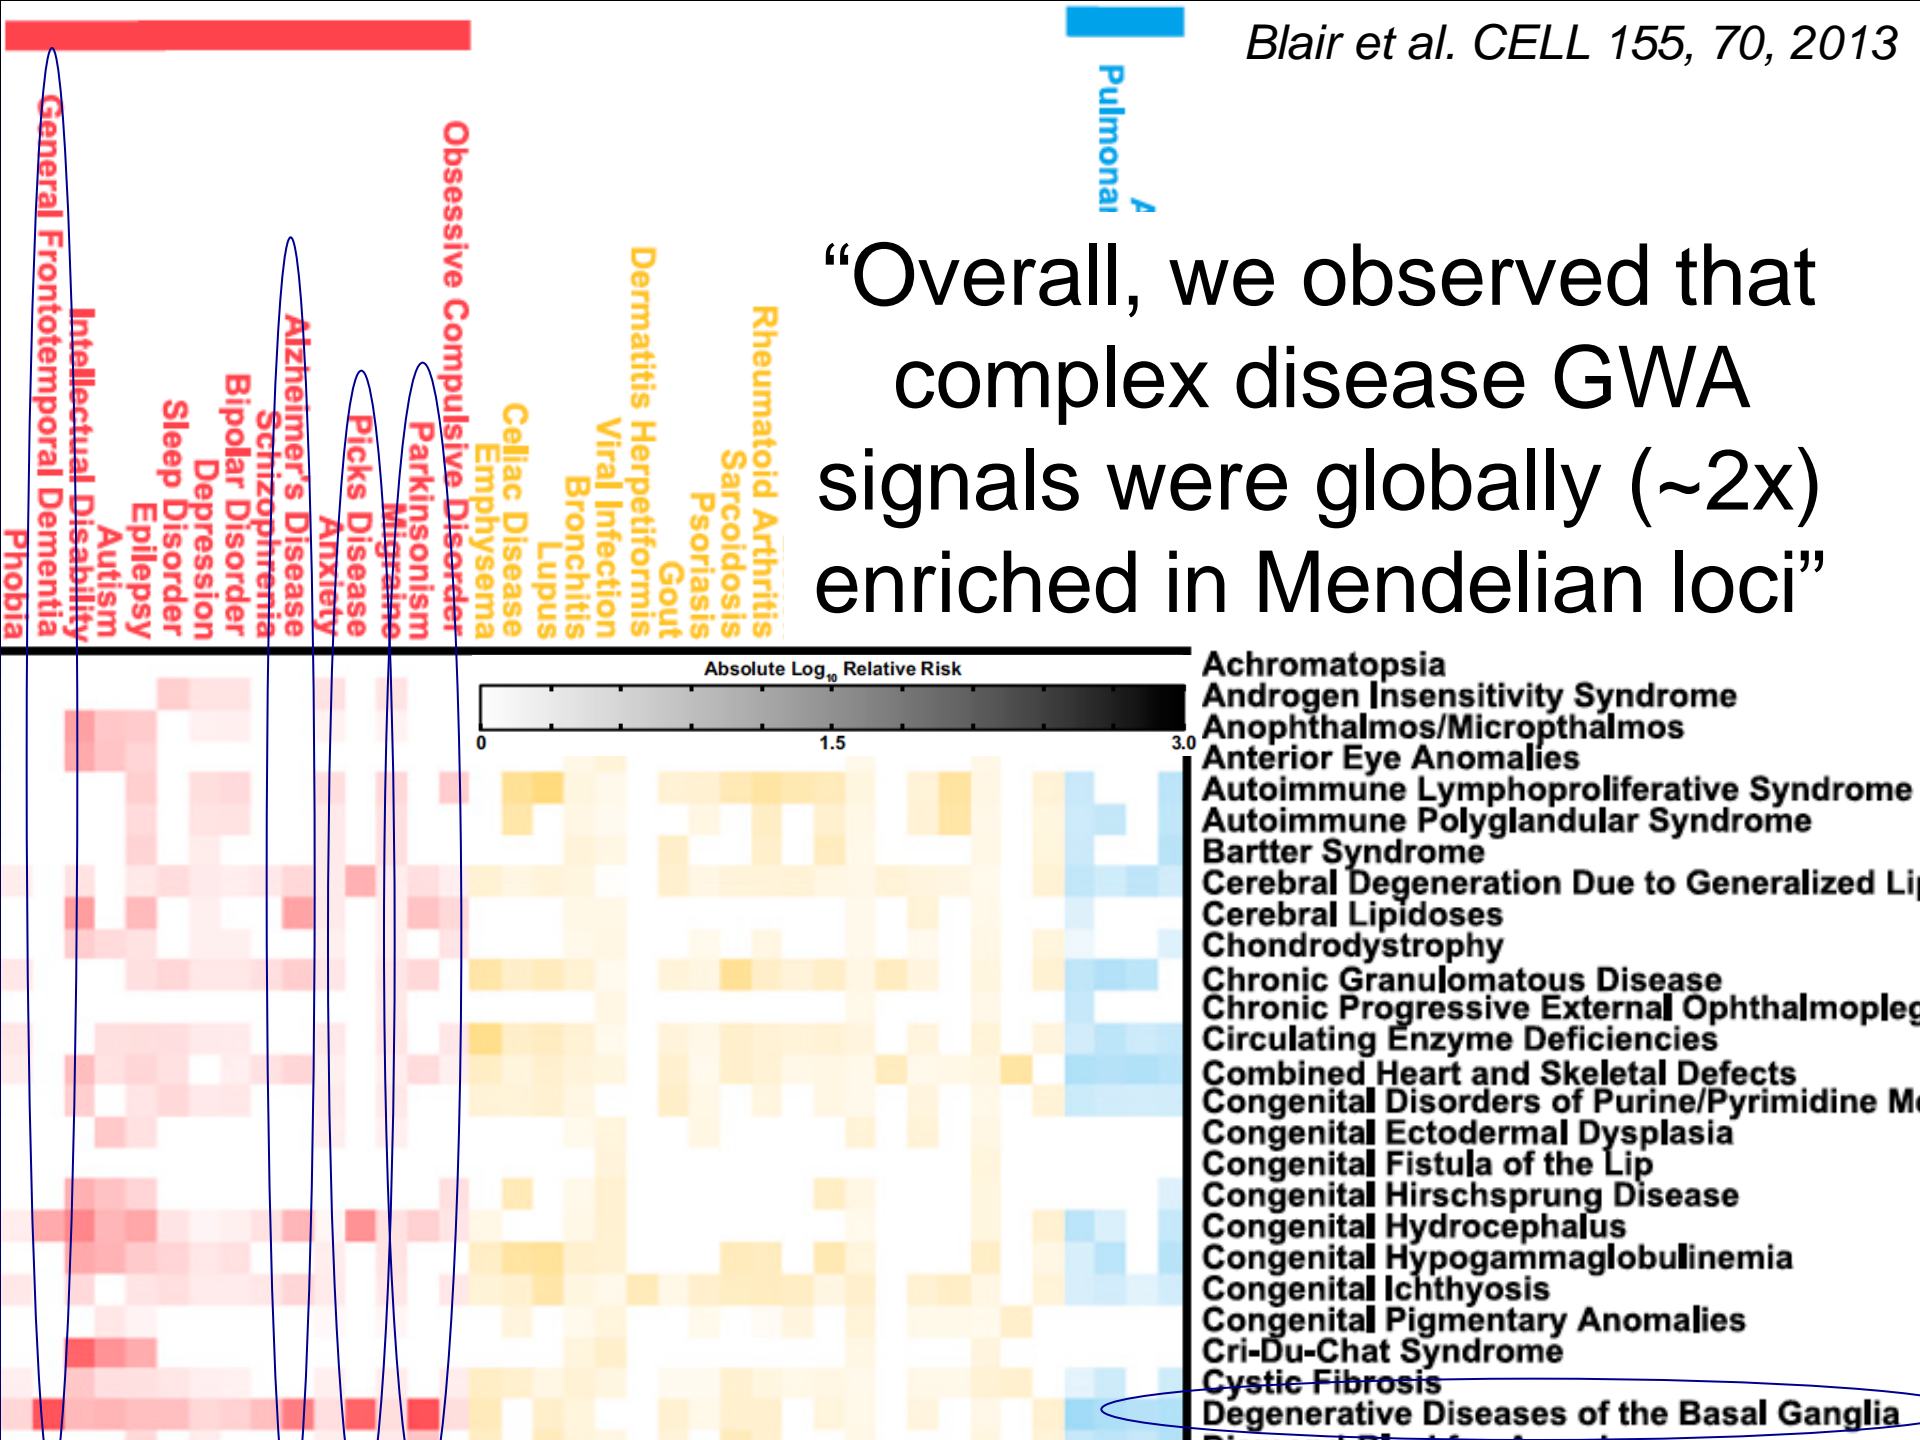 Blair et al. CELL 155, 70, 2013
Phobia
General Frontotemporal Dementia
Intellectual Disability
Autism
Epilepsy
Sleep Disorder
Depression
Bipolar Disorder
Schizophrenia
Alzheimer's Disease
Anxiety
Picks Disease
Migraine
Parkinsonism
Obsessive Compulsive Disorder
Emphysema
Celiac Disease
Lupus
Bronchitis
Viral Infection
Dermatitis Herpetiformis
Gout
Psoriasis
Sarcoidosis
Rheumatoid Arthritis
Pulmonar
A
“Overall, we observed that
complex disease GWA
signals were globally (~2x)
enriched in Mendelian loci”
Absolute Log10 Relative Risk
0 1.5 3.0
Achromatopsia
Androgen Insensitivity Syndrome
Anophthalmos/Micropthalmos
Anterior Eye Anomalies
Autoimmune Lymphoproliferative Syndrome
Autoimmune Polyglandular Syndrome
Bartter Syndrome
Cerebral Degeneration Due to Generalized Lip
Cerebral Lipidoses
Chondrodystrophy
Chronic Granulomatous Disease
Chronic Progressive External Ophthalmopleg
Circulating Enzyme Deficiencies
Combined Heart and Skeletal Defects
Congenital Disorders of Purine/Pyrimidine Me
Congenital Ectodermal Dysplasia
Congenital Fistula of the Lip
Congenital Hirschsprung Disease
Congenital Hydrocephalus
Congenital Hypogammaglobulinemia
Congenital Ichthyosis
Congenital Pigmentary Anomalies
Cri-Du-Chat Syndrome
Cystic Fibrosis
Degenerative Diseases of the Basal Ganglia